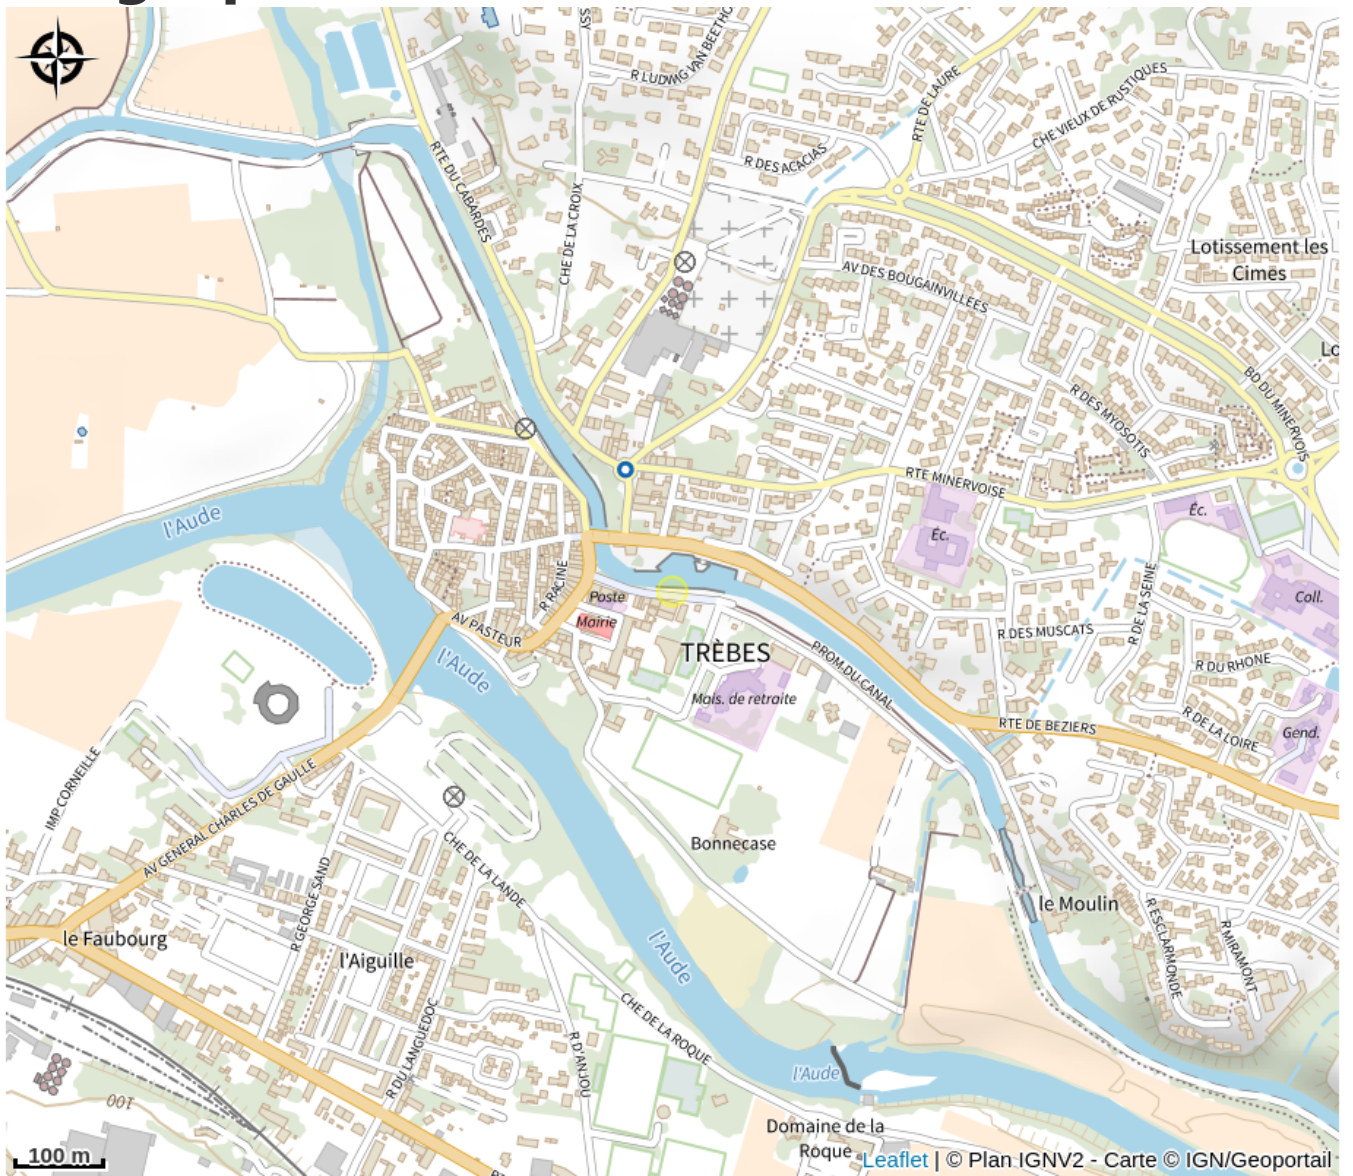 SSY
R LUDWIG VAN BEETHO
RTE DE LAURE
CHE VIEUX DE RUSTIQUES
R DES ACACIAS
RTE DU CABARDES
CHE DE LA CROIX
Lotissement les
Cimes
AV DES BOUGAINVILLEES
Lo
BD DU MINERVOIS
R DES MYOSOTIS
RTE MINERVOISE
l'Aude
Éc.
Éc.
R RACINE
Poste
Mairie
AV PASTEUR
TRÈBES
PROM DU CANAL
R DES MUSCATS
R DE LA SEINE
Coll.
R DU RHONE
l'Aude
Mais. de retraite
R DE LA LOIRE
Gend.
RTE DE BEZIERS
IMP CORNEILLE
AV GENERAL CHARLES DE GAULLE
CHE DE LA LANDE
Bonnecase
R GEORGE SAND
le Moulin
R ESCLARMONDE
R MIRAMONT
le Faubourg
l'Aiguille
l'Aude
CHE DE LA ROQUE
R DU LANGUEDOC
R D'ANJOU
l'Aude
100
Domaine de la
Roque
100 m
Leaflet | © Plan IGNV2 - Carte © IGN/Geoportail